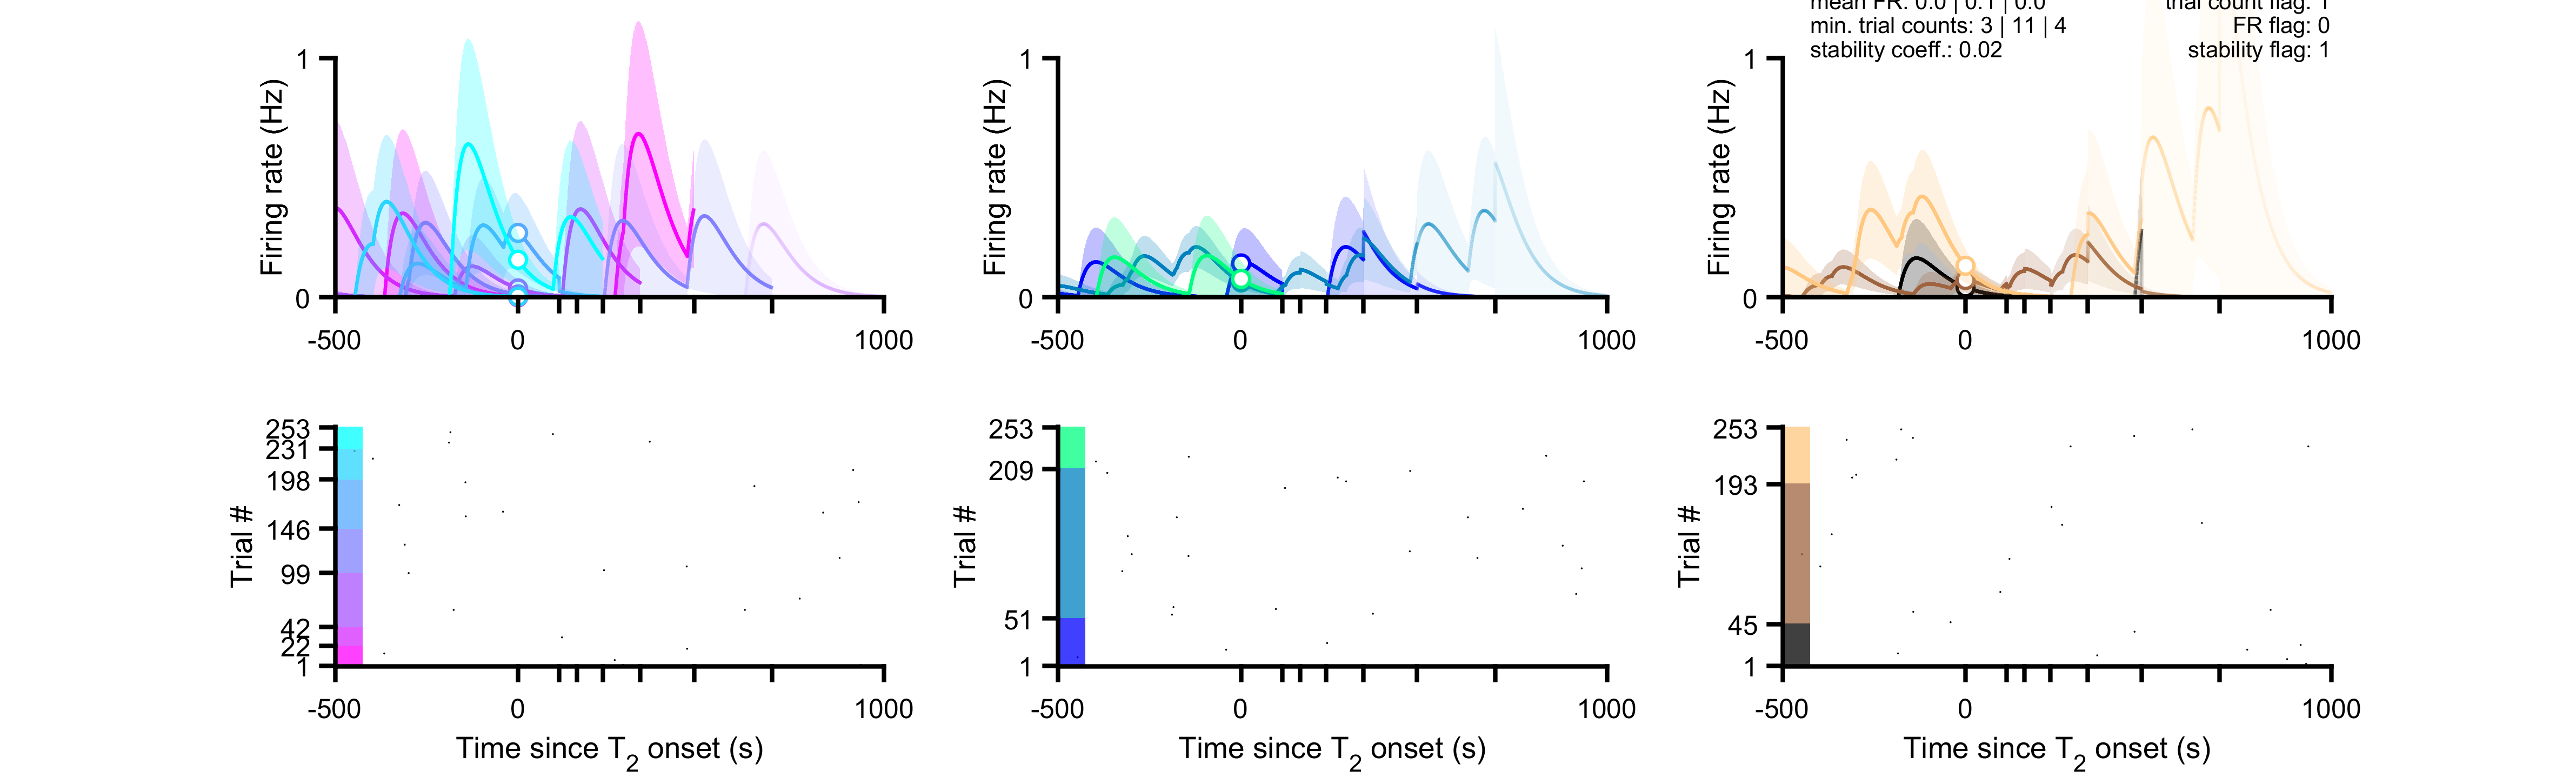 mean FR: 0.0 | 0.1 | 0.0
trial count flag: 1
min. trial counts: 3 | 11 | 4
FR flag: 0
stability coeff.: 0.02
stability flag: 1
Firing rate (Hz)
1
0
-500
0
1000
Firing rate (Hz)
1
0
-500
0
1000
Firing rate (Hz)
1
0
-500
0
1000
Trial #
253
231
198
146
99
42
22
1
-500
0
1000
Time since T2 onset (s)
Trial #
253
209
51
1
-500
0
1000
Time since T2 onset (s)
Trial #
253
193
45
1
-500
0
1000
Time since T2 onset (s)